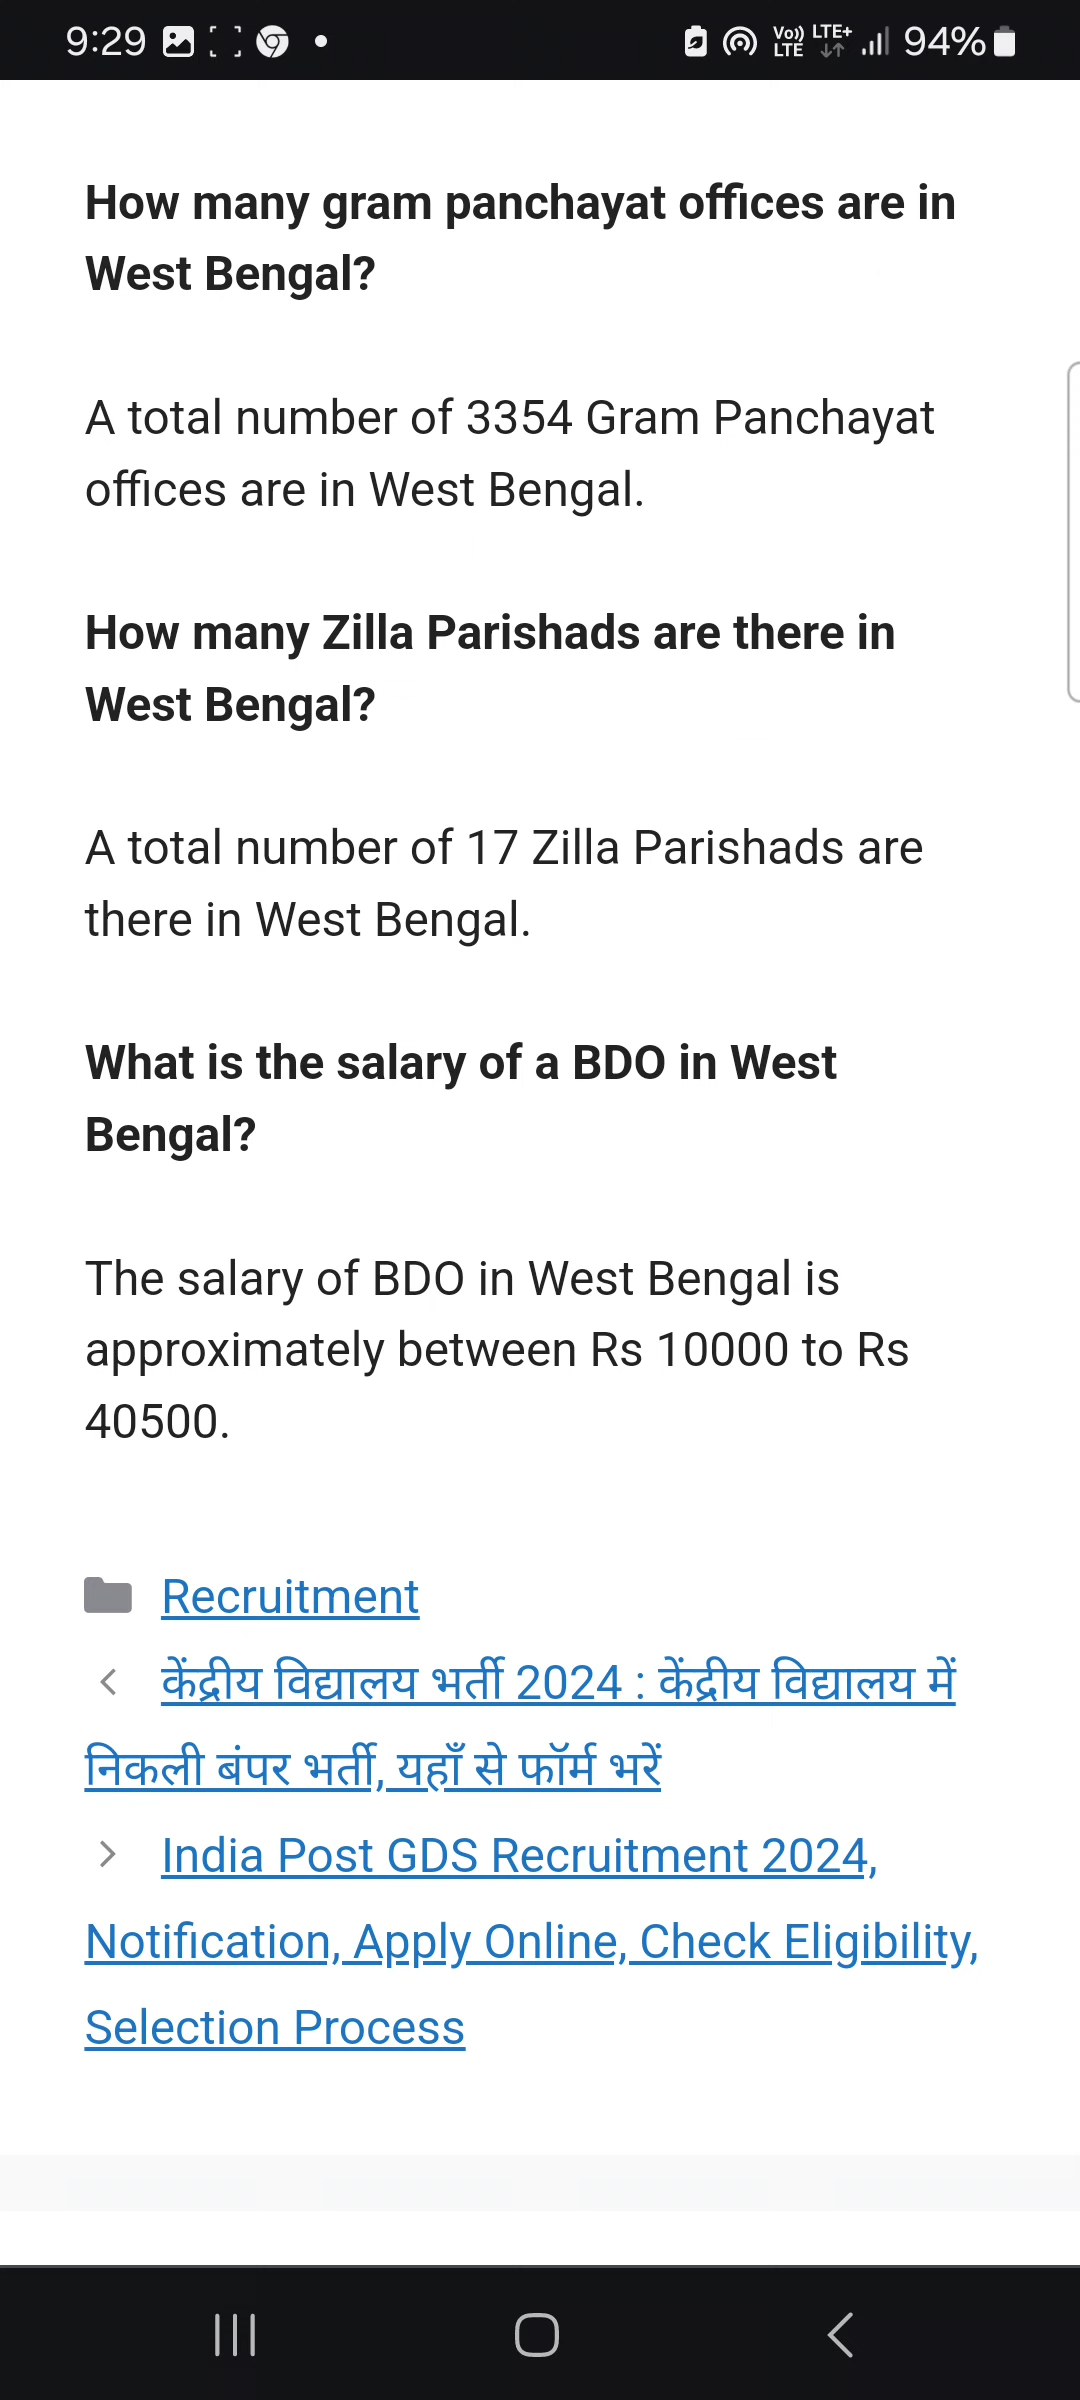 9:29
Vo)) LTE LTE+ 94%
How many gram panchayat offices are in
West Bengal?
A total number of 3354 Gram Panchayat
offices are in West Bengal.
How many Zilla Parishads are there in
West Bengal?
A total number of 17 Zilla Parishads are
there in West Bengal.
What is the salary of a BDO in West
Bengal?
The salary of BDO in West Bengal is
approximately between Rs 10000 to Rs
40500.
Recruitment
केंद्रीय विद्यालय भर्ती 2024 : केंद्रीय विद्यालय में
निकली बंपर भर्ती, यहाँ से फॉर्म भरें
India Post GDS Recruitment 2024,
Notification, Apply Online, Check Eligibility,
Selection Process